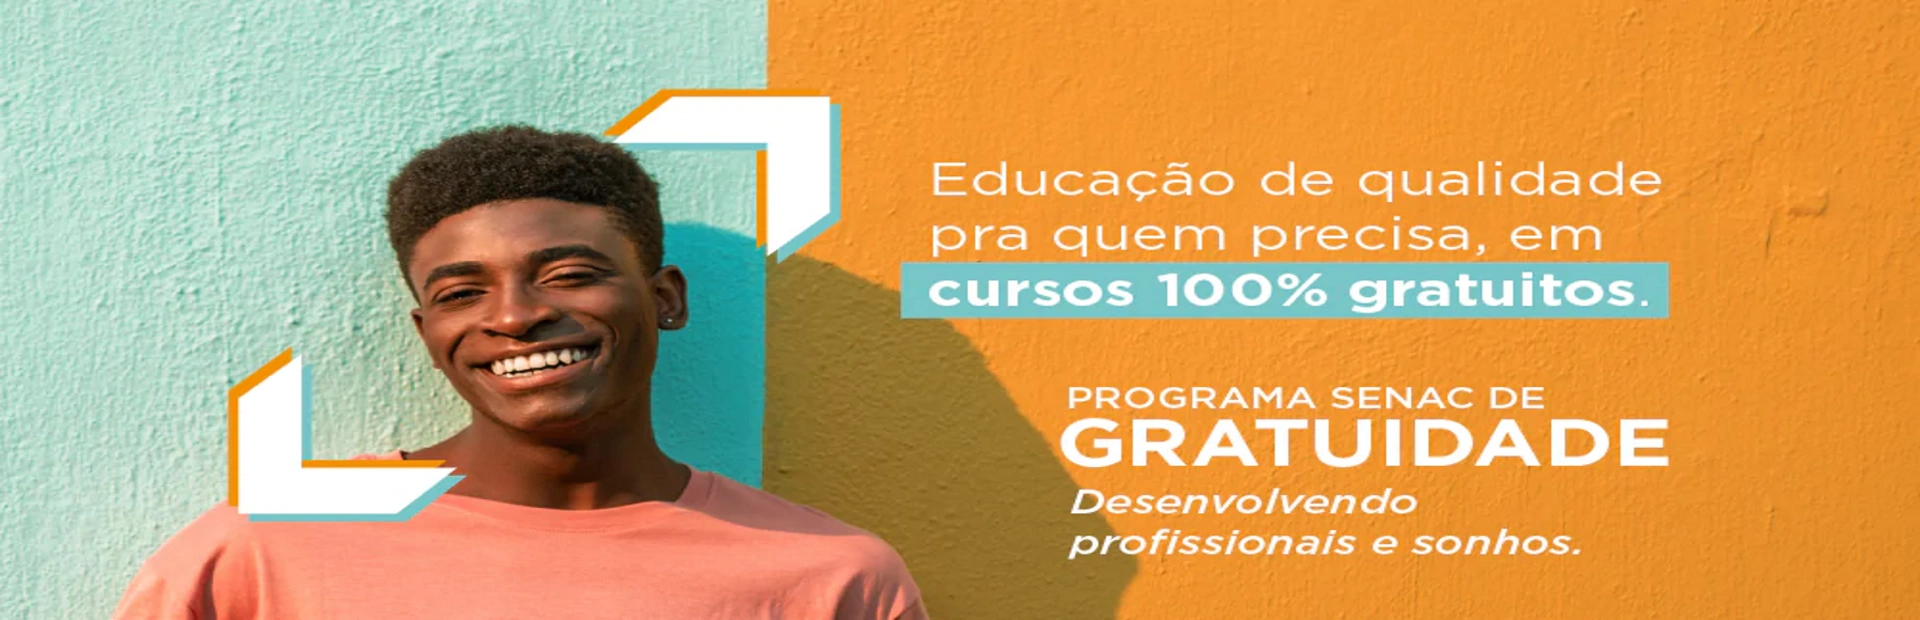 Educação de qualidade
pra quem precisa, em
cursos 100% gratuitos.
PROGRAMA SENAC DE
GRATUIDADE
Desenvolvendo
profissionais e sonhos.